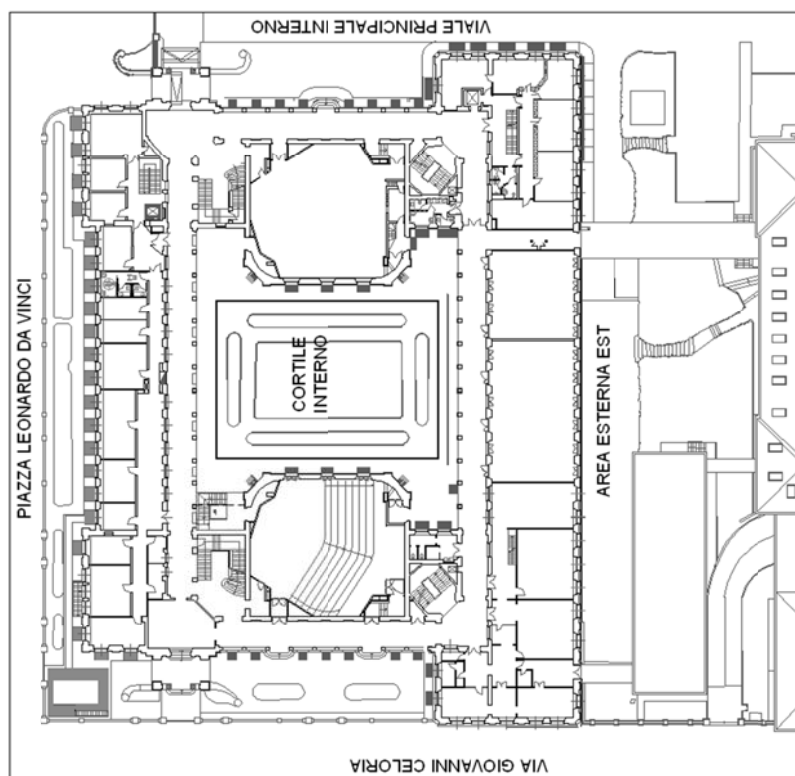 VIALE PRINCIPALE INTERNO
PIAZZA LEONARDO DA VINCI
CORTILE
INTERNO
AREA ESTERNA EST
VIA GIOVANNI CELORIA